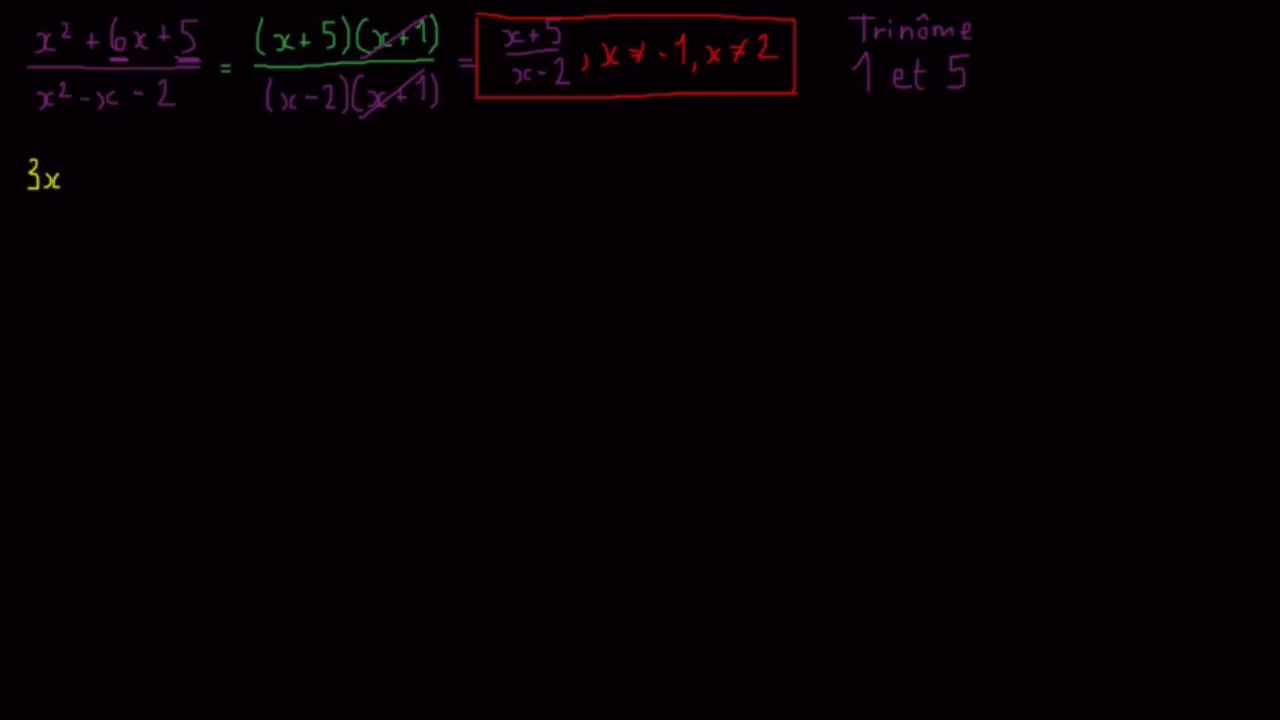 x² + 6x + 5 / x² - x - 2 = (x + 5)(x + 1) / (x - 2)(x + 1) = x + 5 / x - 2 , x ≠ -1, x ≠ 2
Trinôme
1 et 5
3x